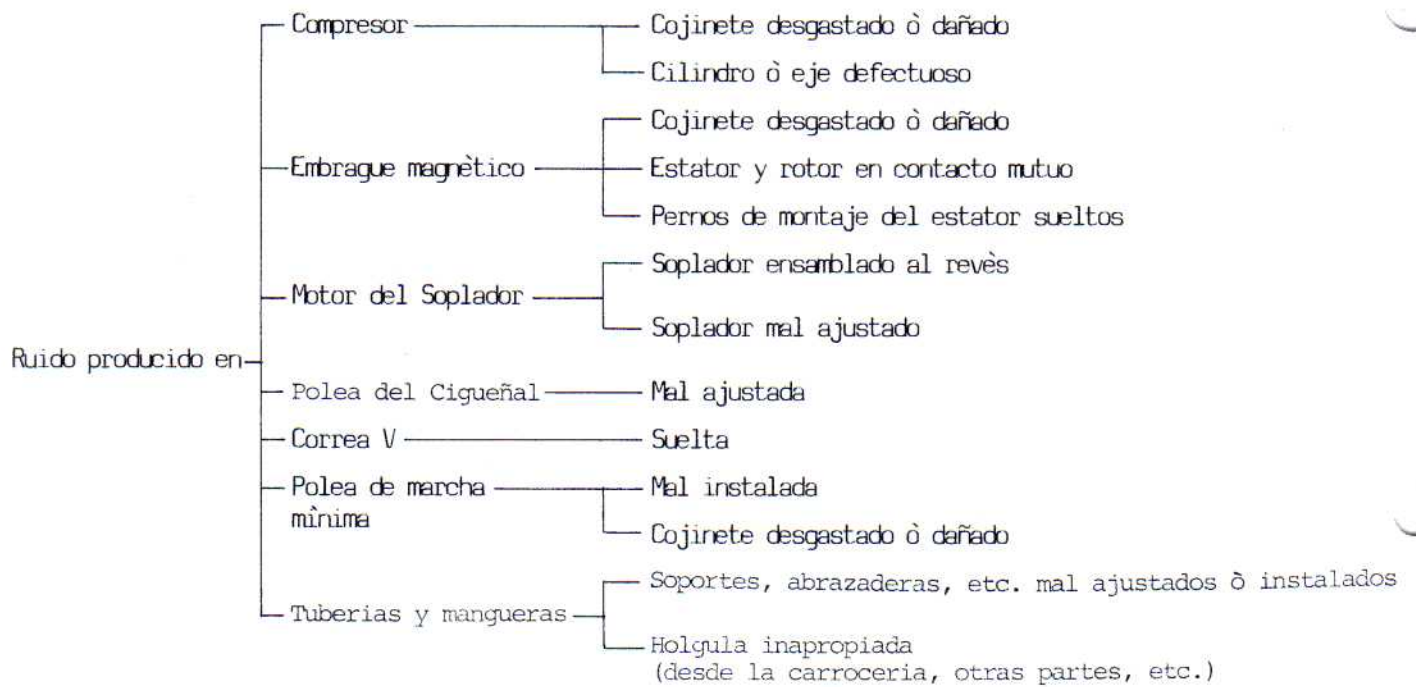 Compresor
Cojinete desgastado ò dañado
Cilindro ò eje defectuoso
Embrague magnètico
Cojinete desgastado ò dañado
Estator y rotor en contacto mutuo
Pernos de montaje del estator sueltos
Motor del Soplador
Soplador ensamblado al revès
Soplador mal ajustado
Ruido producido en
Polea del Cigueñal
Mal ajustada
Correa V
Suelta
Polea de marcha
mînima
Mal instalada
Cojinete desgastado ò dañado
Tuberias y mangueras
Soportes, abrazaderas, etc. mal ajustados ò instalados
Holgula inapropiada
(desde la carroceria, otras partes, etc.)